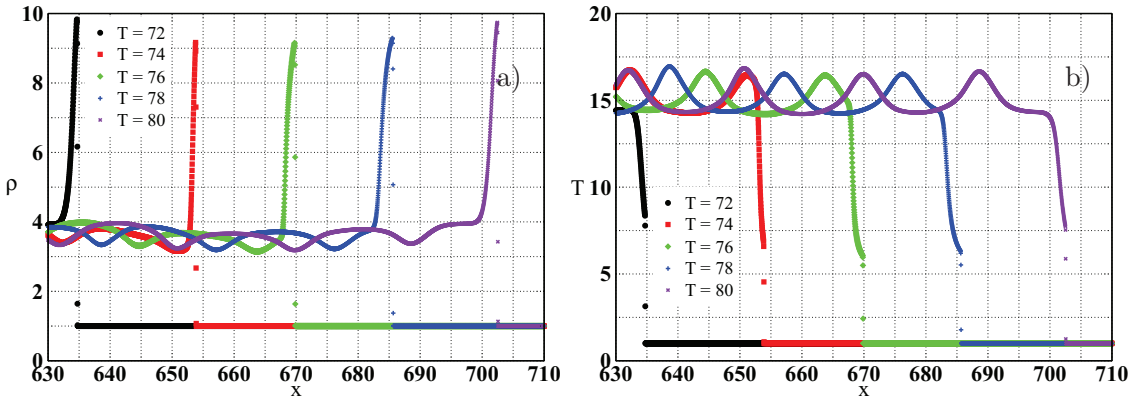 10
8
6
4
2
0
ρ
T = 72
T = 74
T = 76
T = 78
T = 80
a)
630 640 650 660 670 680 690 700 710
x
20
15
10
5
0
T
b)
T = 72
T = 74
T = 76
T = 78
T = 80
630 640 650 660 670 680 690 700 710
x